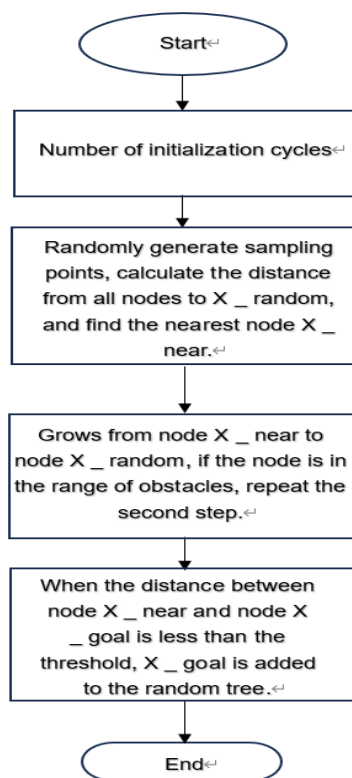 Start↵
Number of initialization cycles↵
Randomly generate sampling
points, calculate the distance
from all nodes to X _ random,
and find the nearest node X _
near.↵
Grows from node X _ near to
node X _ random, if the node is in
the range of obstacles, repeat the
second step.↵
When the distance between
node X _ near and node X
_ goal is less than the
threshold, X _ goal is added
to the random tree.↵
End↵